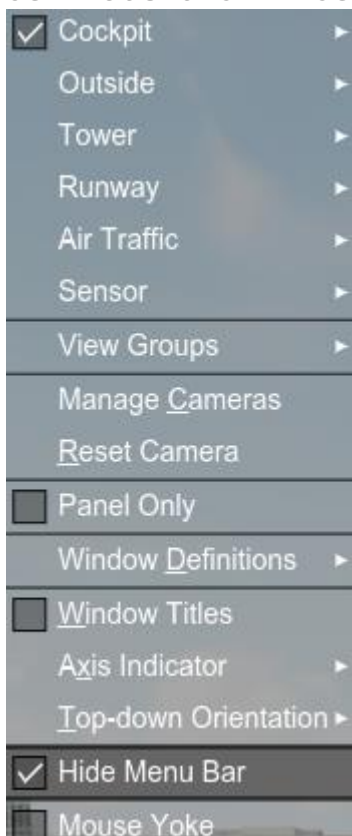 Cockpit
Outside
Tower
Runway
Air Traffic
Sensor
View Groups
Manage Cameras
Reset Camera
Panel Only
Window Definitions
Window Titles
Axis Indicator
Top-down Orientation
Hide Menu Bar
Mouse Yoke